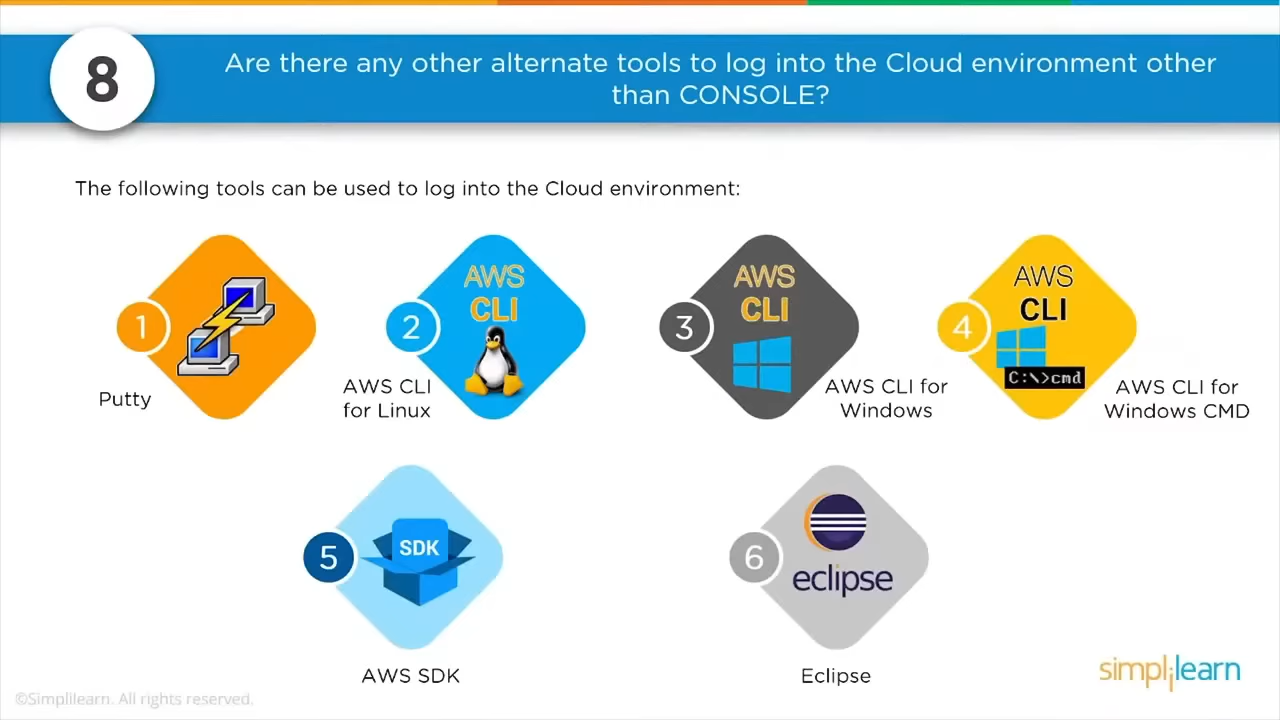 8
Are there any other alternate tools to log into the Cloud environment other
than CONSOLE?
The following tools can be used to log into the Cloud environment:
1
Putty
2
AWS
CLI
AWS CLI
for Linux
3
AWS
CLI
AWS CLI for
Windows
4
AWS
CLI
C:\>cmd
AWS CLI for
Windows CMD
5
SDK
AWS SDK
6
eclipse
Eclipse
simplilearn
©Simplilearn. All rights reserved.